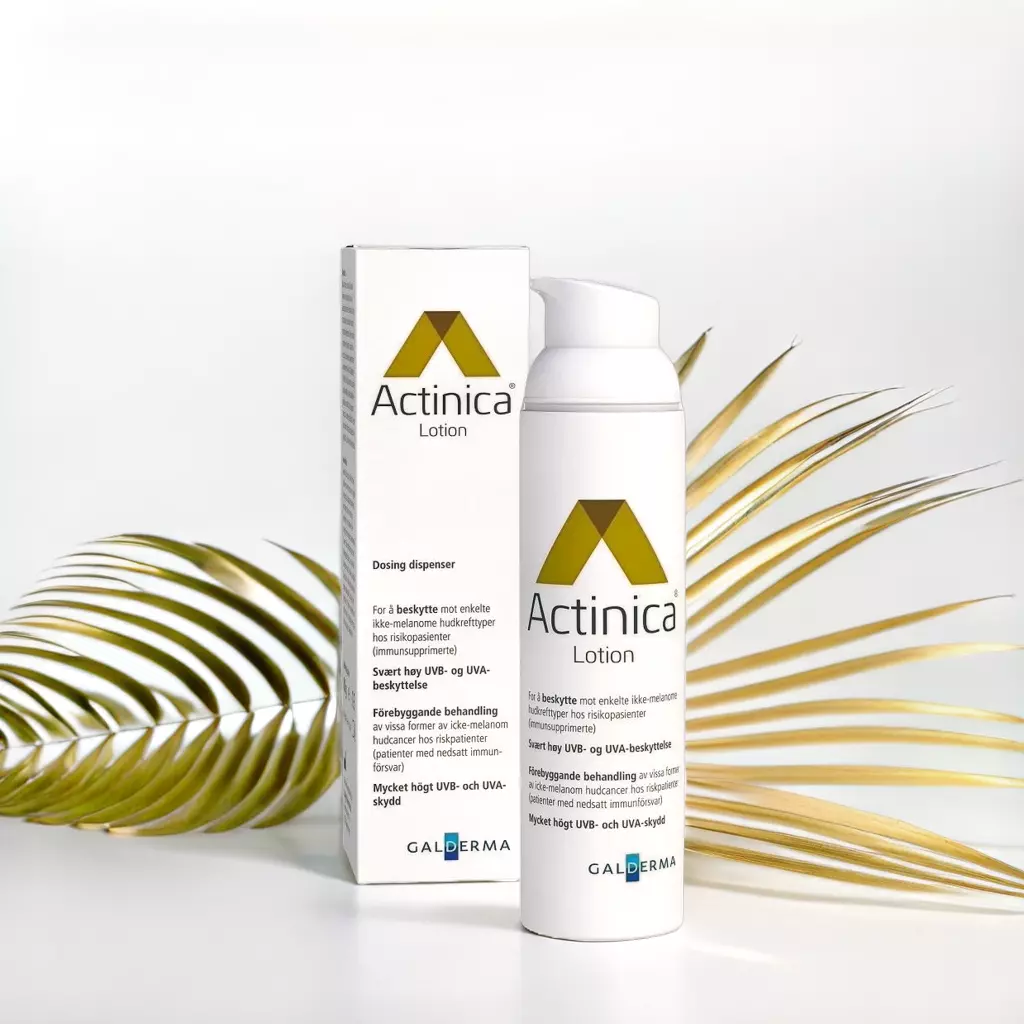 Actinica®
Lotion
Dosing dispenser
For å beskytte mot enkelte
ikke-melanome hudkrefttyper
hos risikopasienter
(immunsupprimerte)
Svært høy UVB- og UVA-
beskyttelse
Förebyggande behandling
av vissa former av icke-melanom
hudcancer hos riskpatienter
(patienter med nedsatt immun-
försvar)
Mycket högt UVB- och UVA-
skydd
GALDERMA
Actinica®
Lotion
For å beskytte mot enkelte ikke-melanome
hudkrefttyper hos risikopasienter
(immunsupprimerte)
Svært høy UVB- og UVA-beskyttelse
Förebyggande behandling av vissa former
av icke-melanom hudcancer hos riskpatienter
(patienter med nedsatt immunförsvar)
Mycket högt UVB- och UVA-skydd
GALDERMA